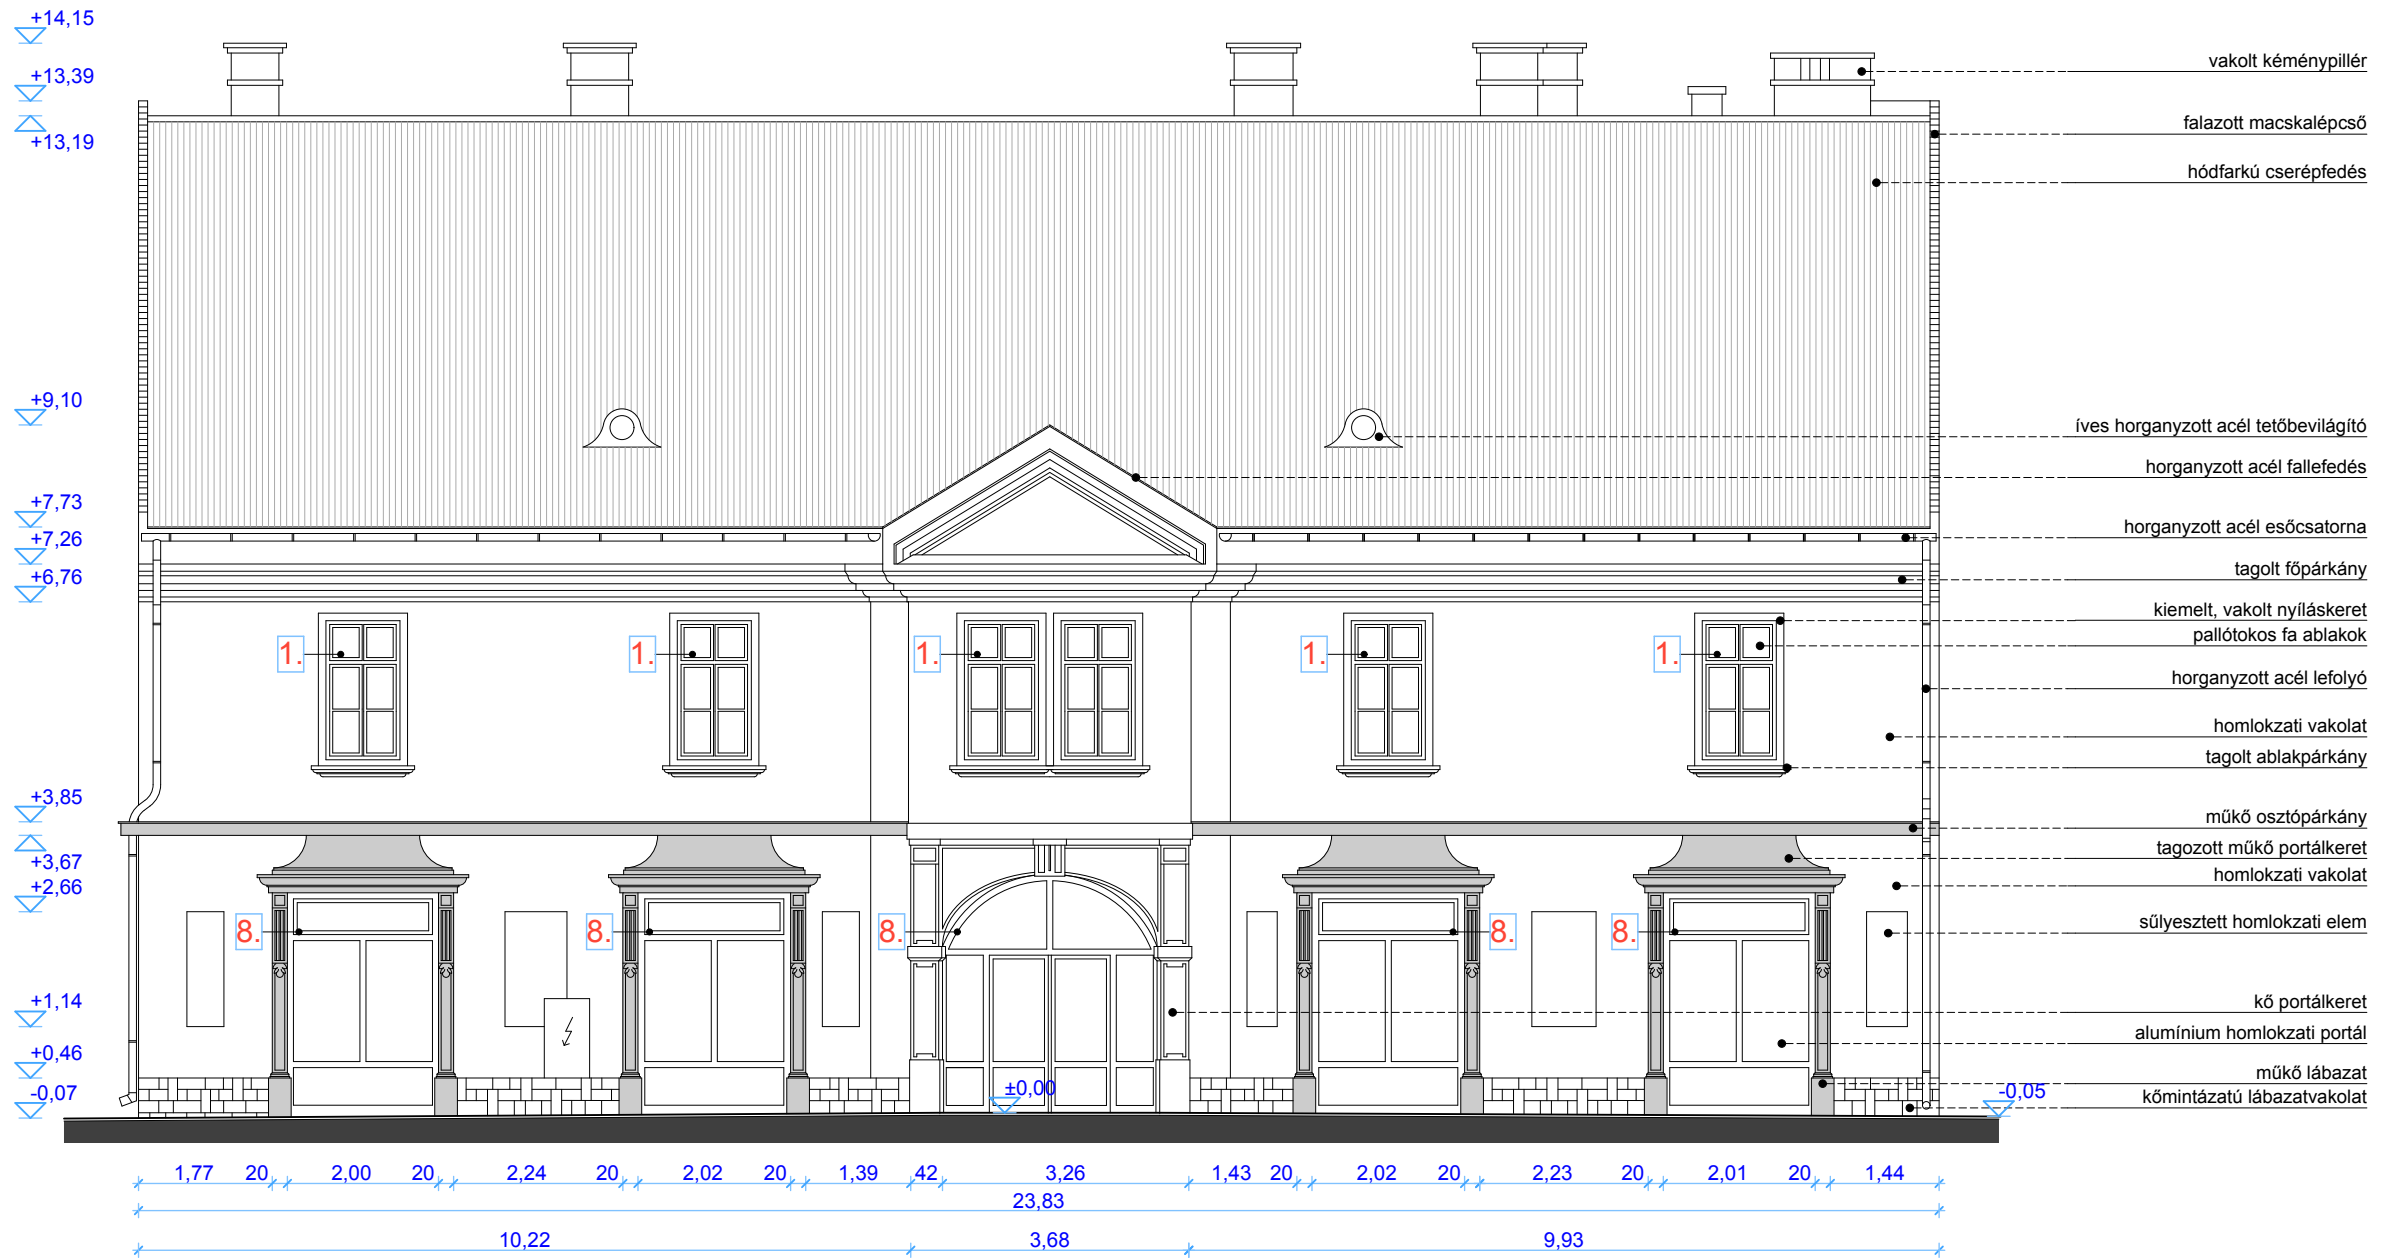 +14,15
+13,39
+13,19
+9,10
+7,73
+7,26
+6,76
+3,85
+3,67
+2,66
+1,14
+0,46
-0,07
vakolt kéménypillér
falazott macskalépcső
hódfarkú cserépfedés
íves horganyzott acél tetőbevilágító
horganyzott acél fallefedés
horganyzott acél esőcsatorna
tagolt főpárkány
kiemelt, vakolt nyíláskeret
pallótokos fa ablakok
horganyzott acél lefolyó
homlokzati vakolat
tagolt ablakpárkány
műkő osztópárkány
tagozott műkő portálkeret
homlokzati vakolat
sűlyesztett homlokzati elem
kő portálkeret
alumínium homlokzati portál
műkő lábazat
kőmintázatú lábazatvakolat
1. 1. 1. 1. 1.
8. 8. 8. 8. 8.
±0,00
-0,05
1,77 20 2,00 20 2,24 20 2,02 20 1,39 42 3,26 1,43 20 2,02 20 2,23 20 2,01 20 1,44
23,83
10,22 3,68 9,93